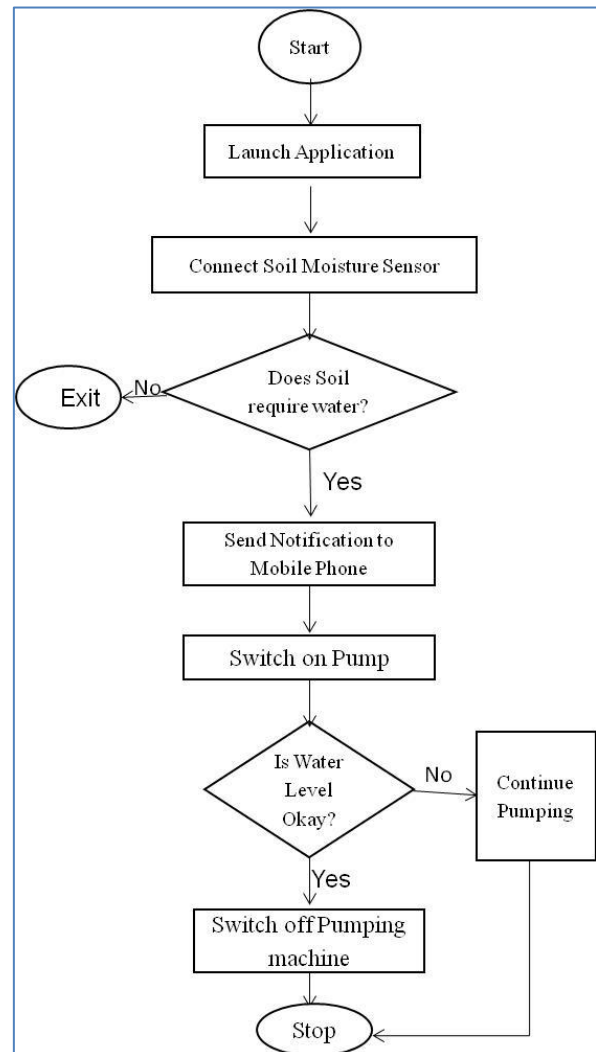 Start
Launch Application
Connect Soil Moisture Sensor
Does Soil
require water?
No
Exit
Yes
Send Notification to
Mobile Phone
Switch on Pump
Is Water
Level
Okay?
No
Continue
Pumping
Yes
Switch off Pumping
machine
Stop